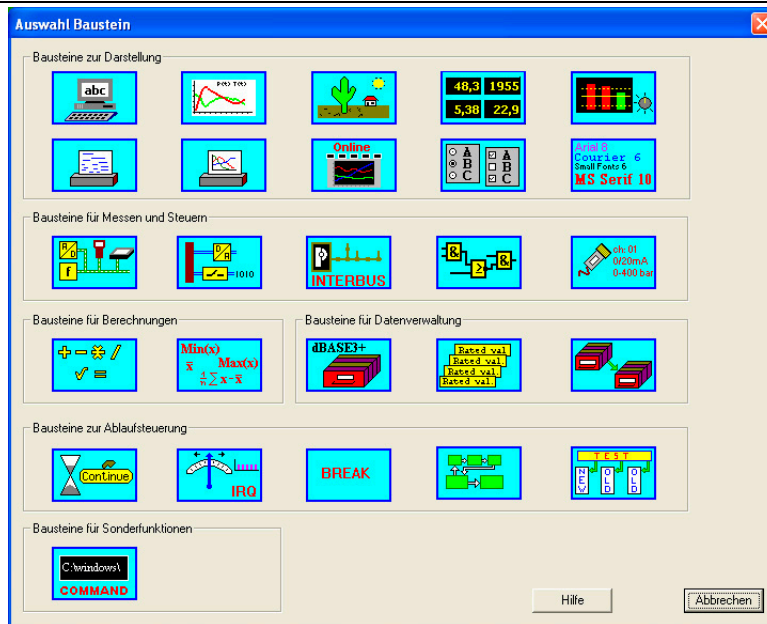 Auswahl Baustein
Bausteine zur Darstellung
abc
P(t) T(t)
48,3 1955
5,38 22,9
Online
A
B
C
A
B
C
Arial 8
Courier 6
Small Fonts 6
MS Serif 10
Bausteine für Messen und Steuern
A/D
f
D/A
1010
INTERBUS
&
≥
&
ch: 01
0/20mA
0-400 bar
Bausteine für Berechnungen
+ - * /
√ =
Min(x)
x̅ Max(x)
1/n ∑ x-x̅
Bausteine für Datenverwaltung
dBASE3+
Rated val
Rated val.
Rated val.
Rated val.
Bausteine zur Ablaufsteuerung
Continue
IRQ
BREAK
TEST
NEW
OLD
OLD
Bausteine für Sonderfunktionen
C:\windows\
COMMAND
Hilfe
Abbrechen